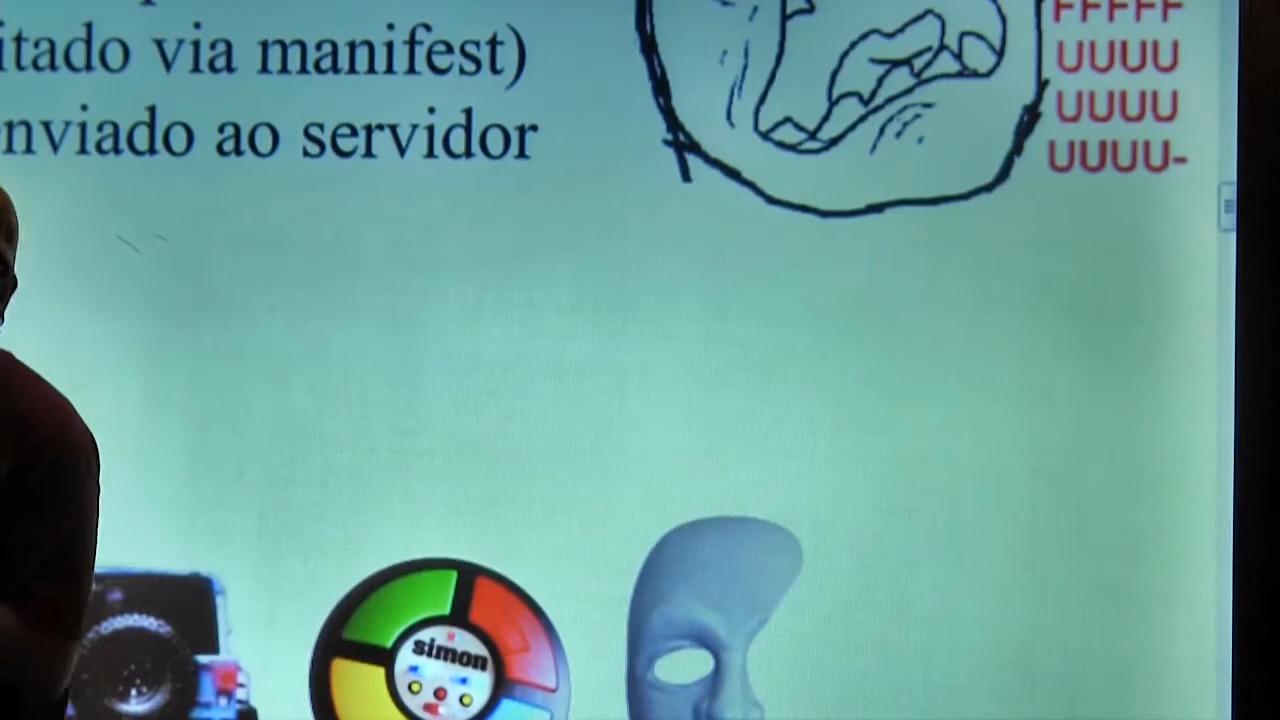 itado via manifest)
nviado ao servidor
FFFFF
UUUU
UUUU
UUUU-
simon